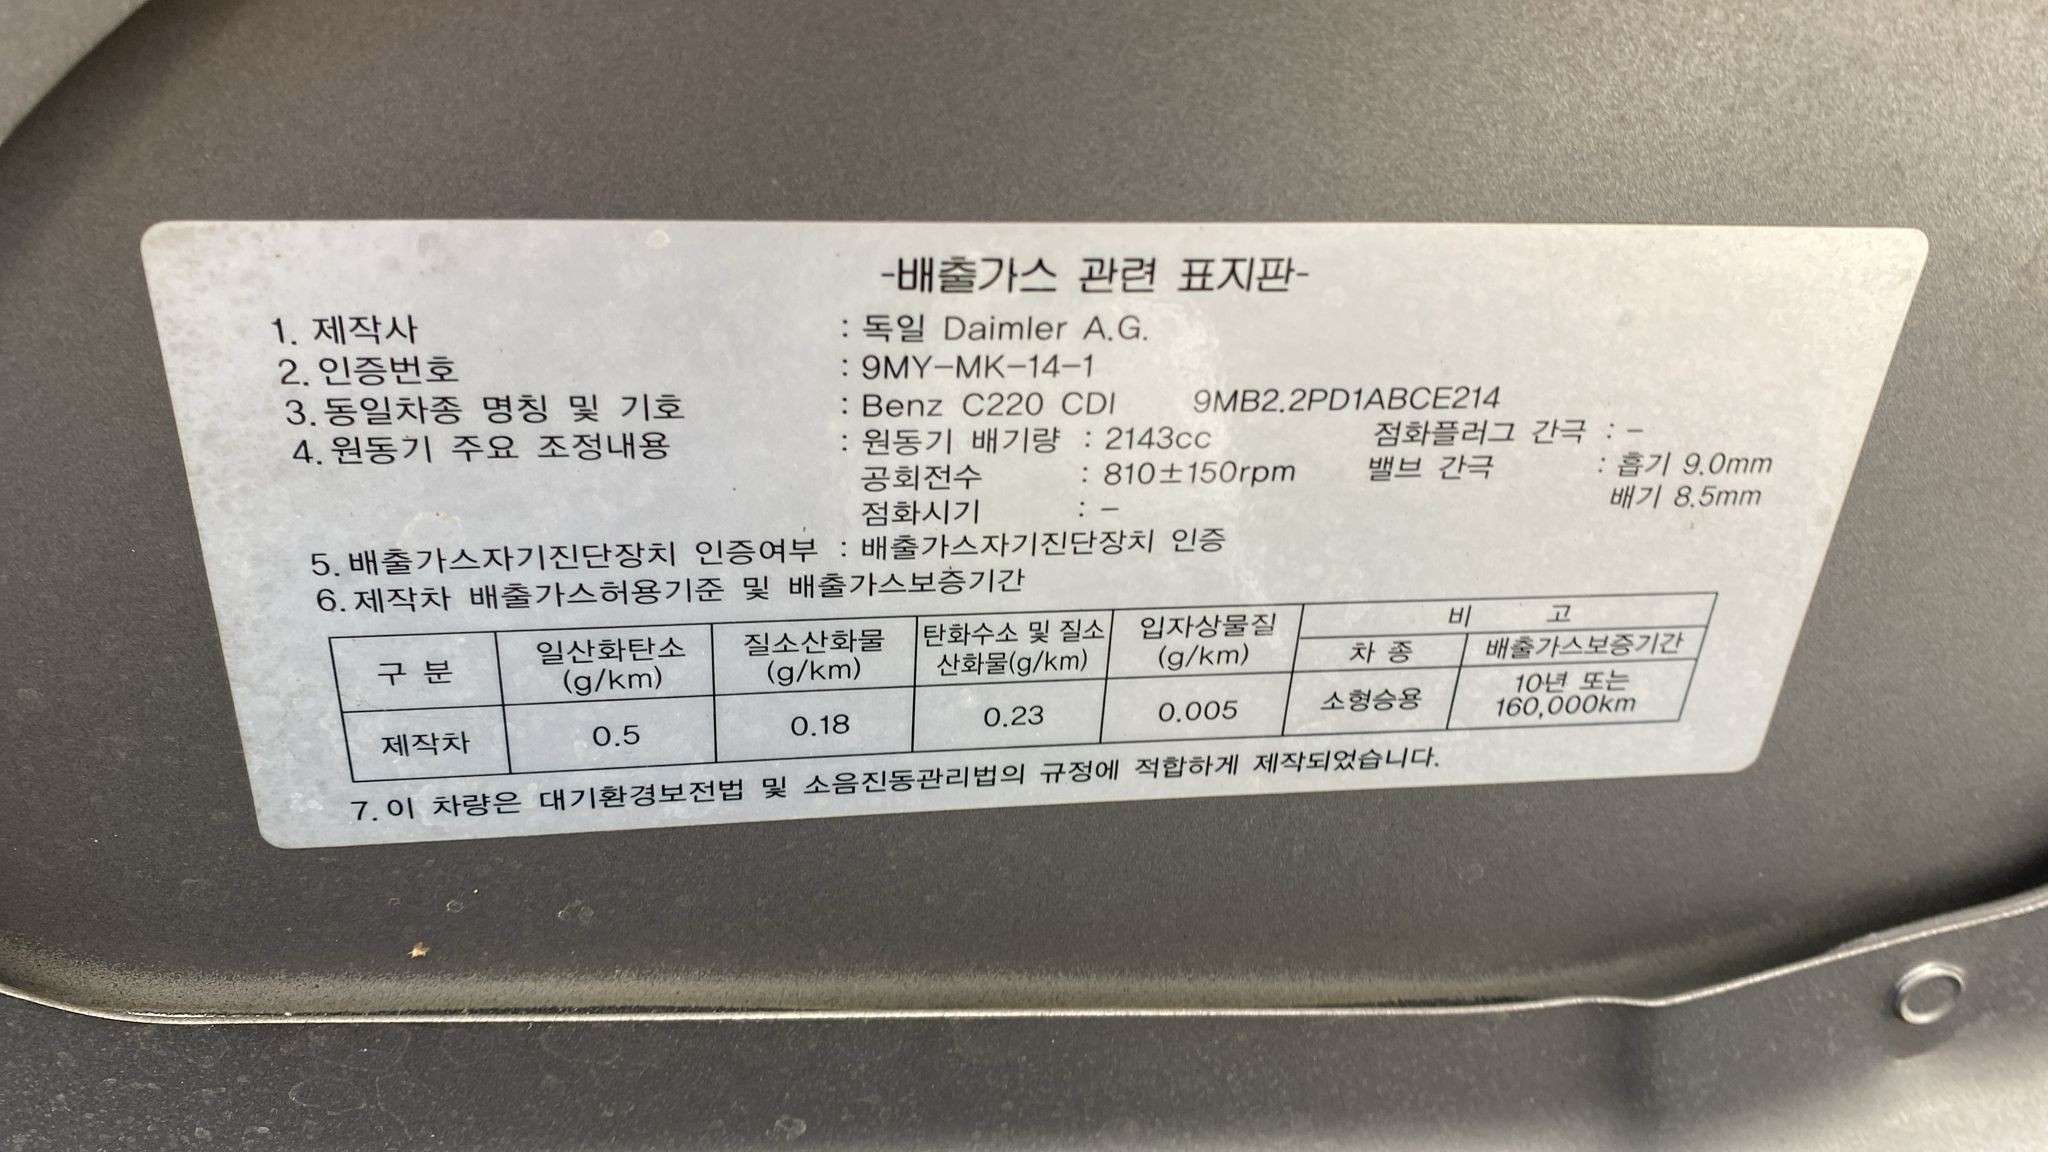 -배출가스 관련 표지판-
1. 제작사 : 독일 Daimler A.G.
2. 인증번호 : 9MY-MK-14-1
3. 동일차종 명칭 및 기호 : Benz C220 CDI 9MB2.2PD1ABCE214
4. 원동기 주요 조정내용 : 원동기 배기량 : 2143cc 점화플러그 간극 : -
공회전수 : 810±150rpm 밸브 간극 : 흡기 9.0mm
점화시기 : - 배기 8.5mm
5. 배출가스자기진단장치 인증여부 : 배출가스자기진단장치 인증
6. 제작차 배출가스허용기준 및 배출가스보증기간
구 분 일산화탄소 (g/km) 질소산화물 (g/km) 탄화수소 및 질소산화물(g/km) 입자상물질 (g/km) 비 고
차 종 배출가스보증기간
제작차 0.5 0.18 0.23 0.005 소형승용 10년 또는 160,000km
7. 이 차량은 대기환경보전법 및 소음진동관리법의 규정에 적합하게 제작되었습니다.